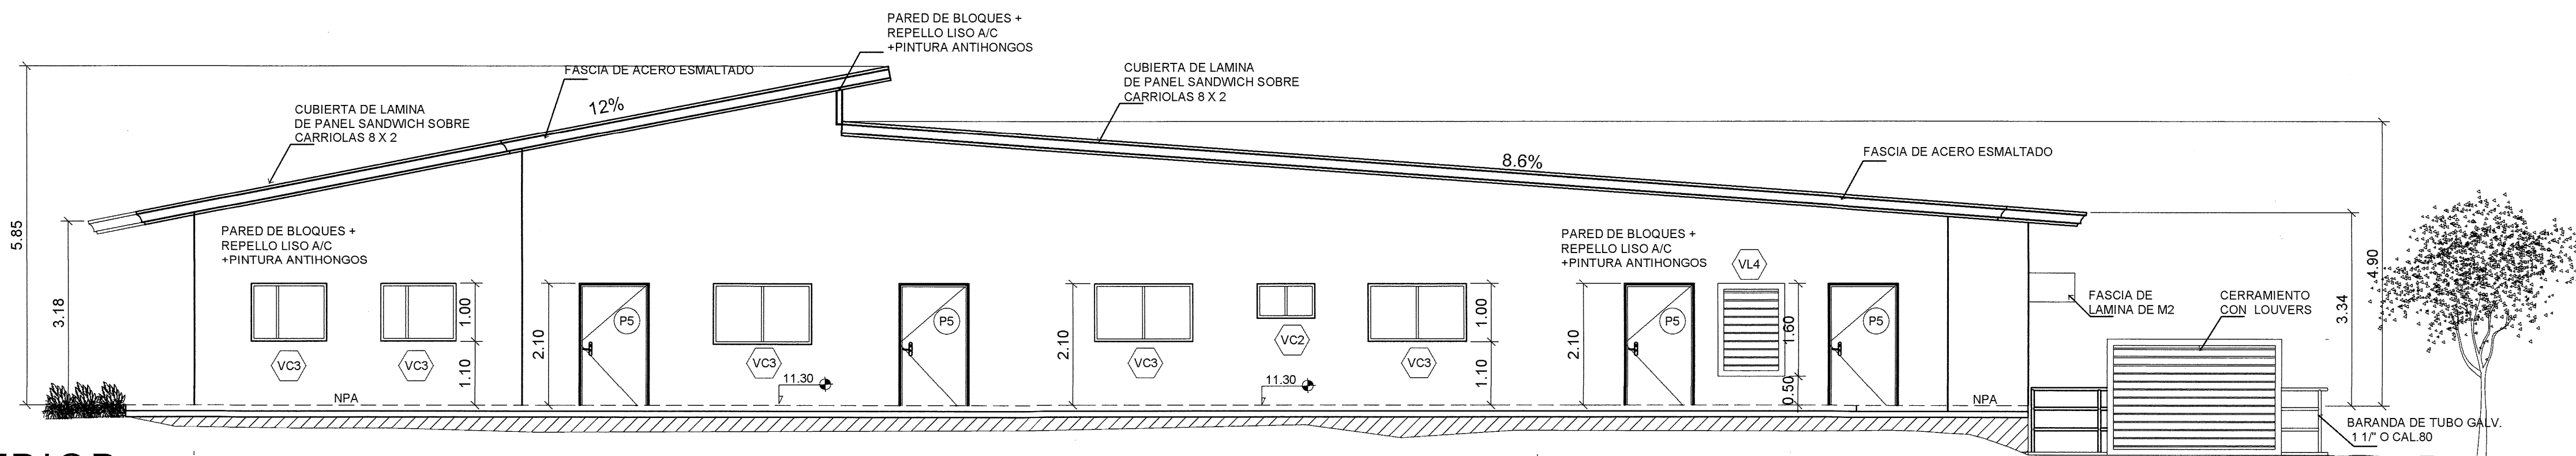 PARED DE BLOQUES +
REPELLO LISO A/C
+PINTURA ANTIHONGOS
FASCIA DE ACERO ESMALTADO
CUBIERTA DE LAMINA
DE PANEL SANDWICH SOBRE
CARRIOLAS 8 X 2
12%
CUBIERTA DE LAMINA
DE PANEL SANDWICH SOBRE
CARRIOLAS 8 X 2
8.6%
FASCIA DE ACERO ESMALTADO
5.85
3.18
PARED DE BLOQUES +
REPELLO LISO A/C
+PINTURA ANTIHONGOS
PARED DE BLOQUES +
REPELLO LISO A/C
+PINTURA ANTIHONGOS
VL4
4.90
3.34
FASCIA DE
LAMINA DE M2
CERRAMIENTO
CON LOUVERS
VC3
VC3
1.00
1.10
2.10
P5
VC3
11.30
P5
2.10
VC3
VC2
11.30
VC3
1.00
1.10
2.10
P5
1.60
0.50
P5
NPA
NPA
BARANDA DE TUBO GALV.
1 1/" O CAL.80